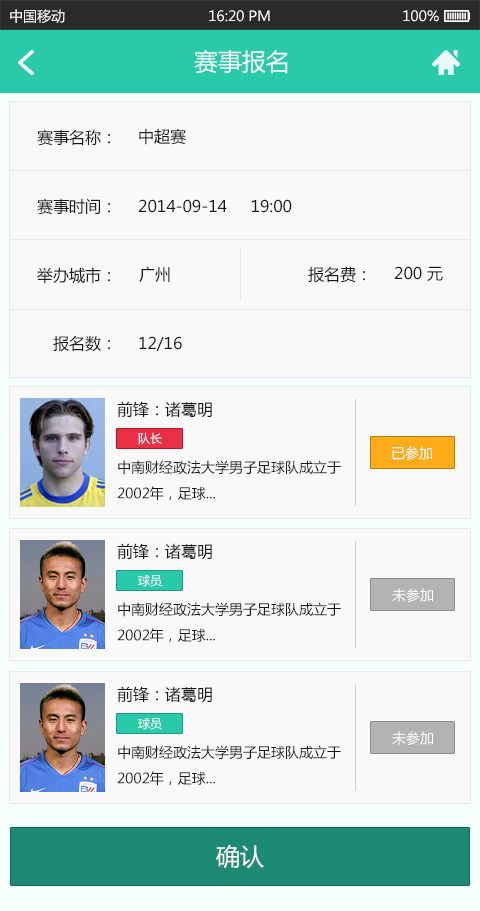 中国移动 16:20 PM 100%
赛事报名
赛事名称： 中超赛
赛事时间： 2014-09-14 19:00
举办城市： 广州 报名费： 200 元
报名数： 12/16
前锋：诸葛明
队长
中南财经政法大学男子足球队成立于
2002年，足球...
已参加
前锋：诸葛明
球员
中南财经政法大学男子足球队成立于
2002年，足球...
未参加
前锋：诸葛明
球员
中南财经政法大学男子足球队成立于
2002年，足球...
未参加
确认